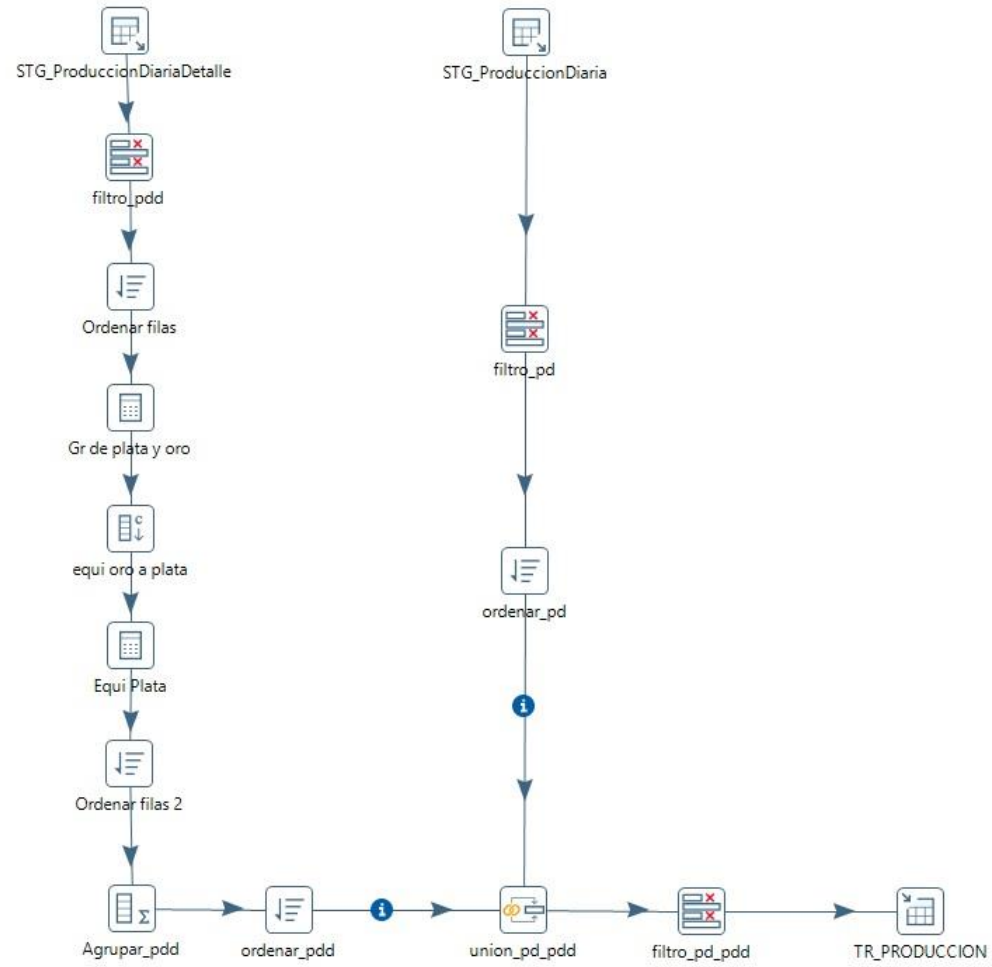 STG_ProduccionDiariaDetalle
filtro_pdd
Ordenar filas
Gr de plata y oro
equi oro a plata
Equi Plata
Ordenar filas 2
Agrupar_pdd
ordenar_pdd
STG_ProduccionDiaria
filtro_pd
ordenar_pd
union_pd_pdd
filtro_pd_pdd
TR_PRODUCCION